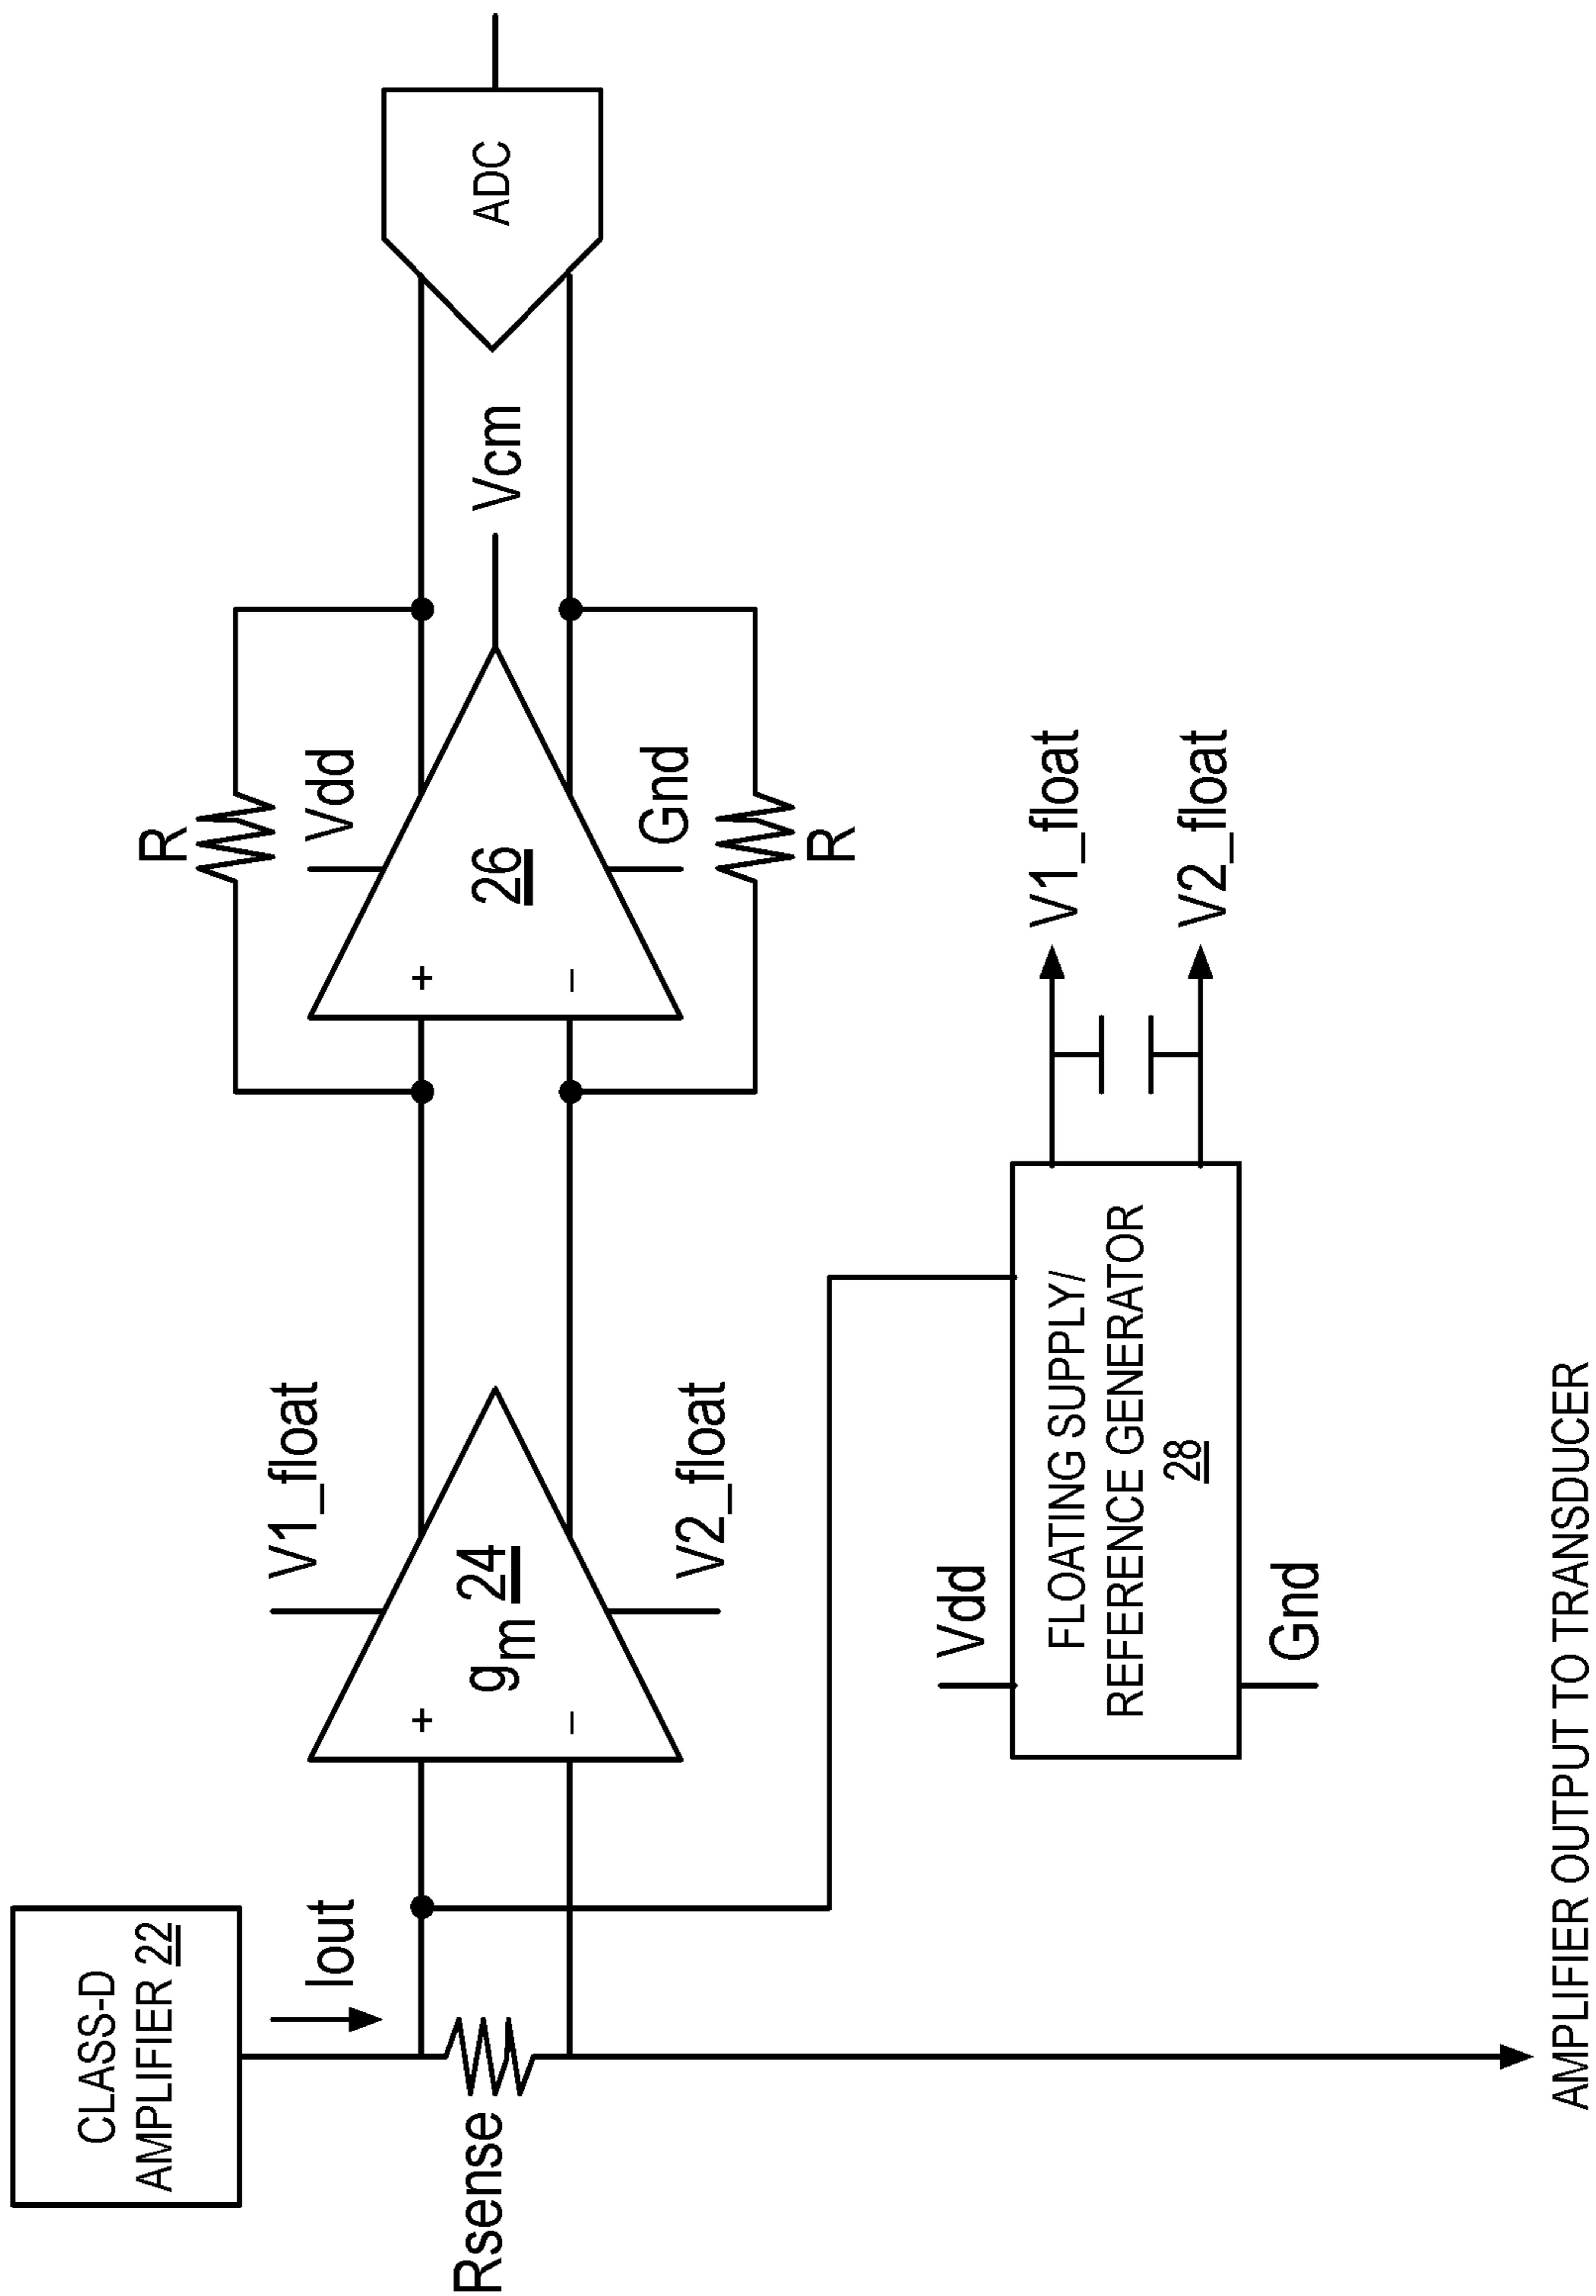 CLASS-D
AMPLIFIER 22
Iout
Rsense
V1_float
+
gm 24
−
V2_float
R
Vdd
+
26
−
Gnd
R
Vcm
ADC
Vdd
FLOATING SUPPLY/
REFERENCE GENERATOR
28
Gnd
V1_float
V2_float
AMPLIFIER OUTPUT TO TRANSDUCER